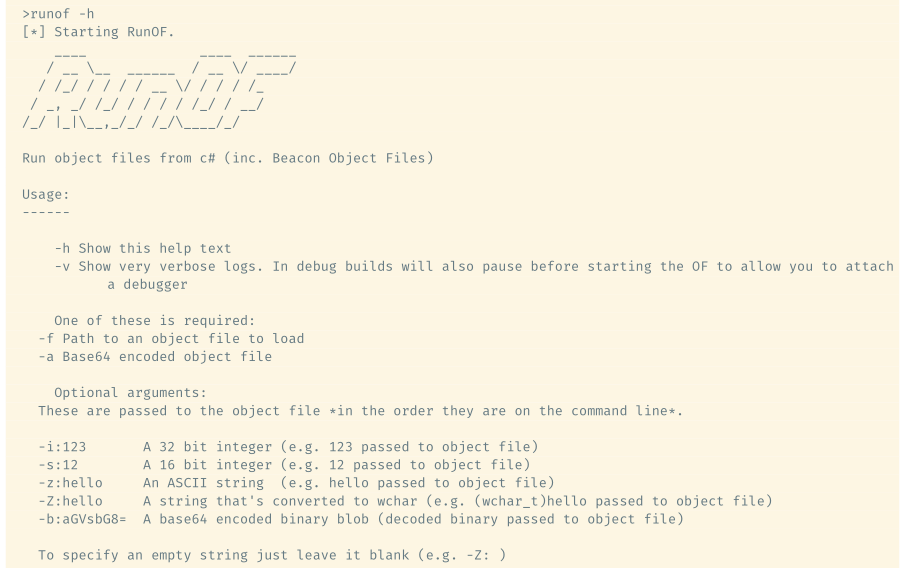 >runof -h
[*] Starting RunOF.
    ____              ____  ______
   / __ \__  ______  / __ \/ ____/
  / /_/ / / / / __ \/ / / / /_
 / _, _/ /_/ / / / / /_/ / __/
/_/ |_|\__,_/_/ /_/\____/_/
Run object files from c# (inc. Beacon Object Files)
Usage:
------
-h Show this help text
-v Show very verbose logs. In debug builds will also pause before starting the OF to allow you to attach
a debugger
One of these is required:
-f Path to an object file to load
-a Base64 encoded object file
Optional arguments:
These are passed to the object file *in the order they are on the command line*.
-i:123       A 32 bit integer (e.g. 123 passed to object file)
-s:12        A 16 bit integer (e.g. 12 passed to object file)
-z:hello     An ASCII string  (e.g. hello passed to object file)
-Z:hello     A string that's converted to wchar (e.g. (wchar_t)hello passed to object file)
-b:aGVsbG8=  A base64 encoded binary blob (decoded binary passed to object file)
To specify an empty string just leave it blank (e.g. -Z: )